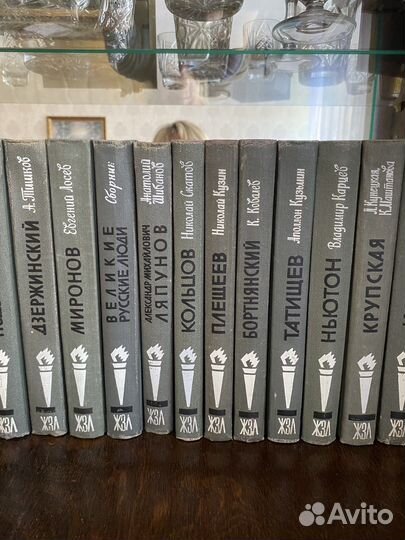 ДЗЕРЖИНСКИЙ А.Тишков
ЖЗЛ
МИРОНОВ Евгений Лосев
ЖЗЛ
ВЕЛИКИЕ
РУССКИЕ ЛЮДИ
Сборник
ЖЗЛ
АЛЕКСАНДР МИХАЙЛОВИЧ
ЛЯПУНОВ
Анатолий
Шибанов
ЖЗЛ
КОЛЬЦОВ Николай Скатов
ЖЗЛ
ПЛЕЩЕЕВ Николай Кузин
ЖЗЛ
БОРТНЯНСКИЙ К. Ковалев
ЖЗЛ
ТАТИЩЕВ Аполлон Кузьмин
ЖЗЛ
НЬЮТОН Владимир Карцев
ЖЗЛ
КРУПСКАЯ
Л.Кунецкая,
К.Маштакова
ЖЗЛ
Avito